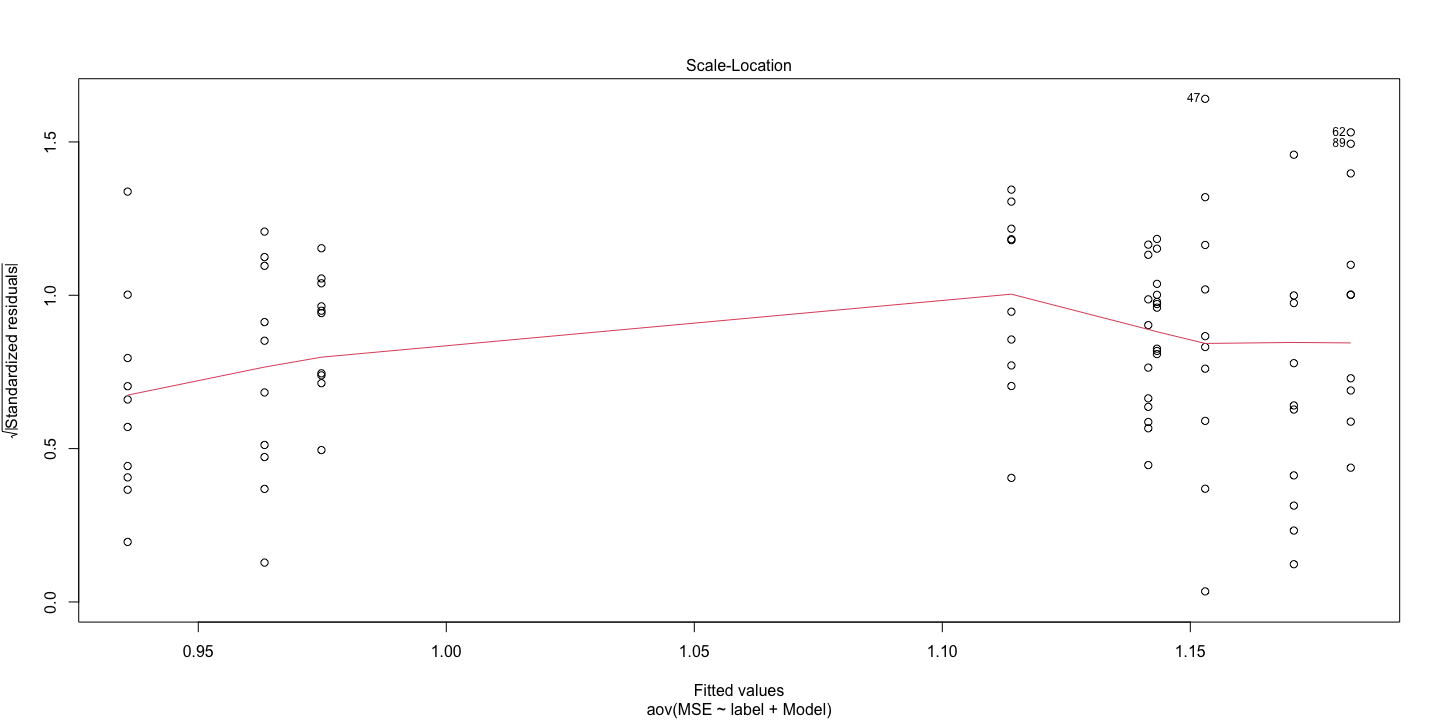 Scale-Location
√|Standardized residuals|
1.5
1.0
0.5
0.0
47
62
89
0.95 1.00 1.05 1.10 1.15
Fitted values
aov(MSE ~ label + Model)